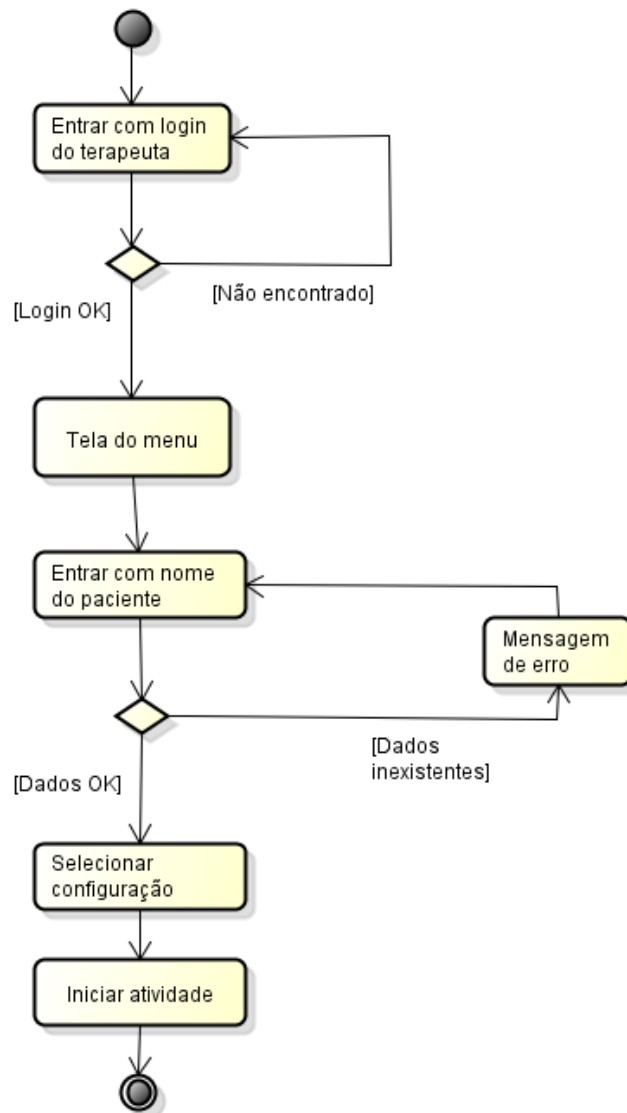 Entrar com login
do terapeuta
[Não encontrado]
[Login OK]
Tela do menu
Entrar com nome
do paciente
Mensagem
de erro
[Dados
inexistentes]
[Dados OK]
Selecionar
configuração
Iniciar atividade